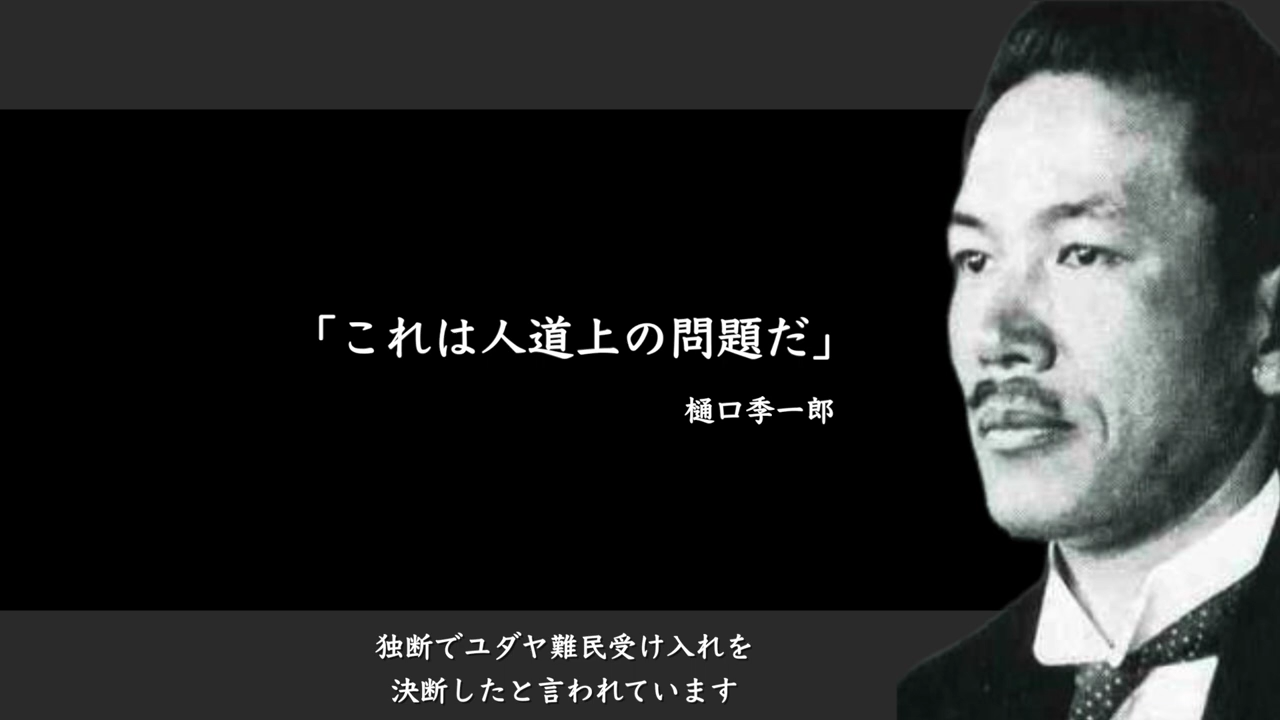 「これは人道上の問題だ」
樋口季一郎
独断でユダヤ難民受け入れを
決断したと言われています